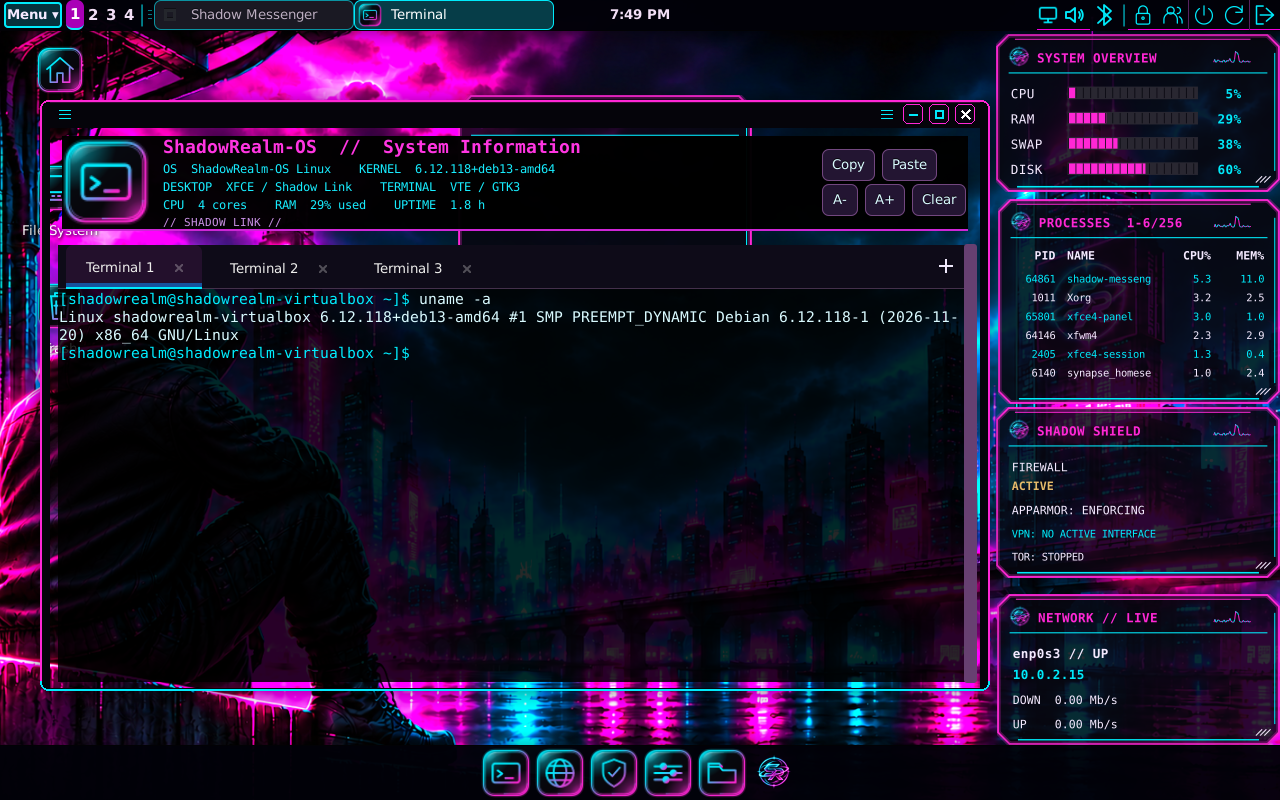 Menu ▾ 1 2 3 4 Shadow Messenger Terminal 7:49 PM
File System
ShadowRealm-OS // System Information
OS ShadowRealm-OS Linux KERNEL 6.12.118+deb13-amd64
DESKTOP XFCE / Shadow Link TERMINAL VTE / GTK3
CPU 4 cores RAM 29% used UPTIME 1.8 h
// SHADOW LINK //
Copy Paste
A- A+ Clear
Terminal 1 × Terminal 2 × Terminal 3 × +
[shadowrealm@shadowrealm-virtualbox ~]$ uname -a
Linux shadowrealm-virtualbox 6.12.118+deb13-amd64 #1 SMP PREEMPT_DYNAMIC Debian 6.12.118-1 (2026-11-
20) x86_64 GNU/Linux
[shadowrealm@shadowrealm-virtualbox ~]$
SYSTEM OVERVIEW
CPU 5%
RAM 29%
SWAP 38%
DISK 60%
PROCESSES 1-6/256
PID NAME CPU% MEM%
64861 shadow-messeng 5.3 11.0
1011 Xorg 3.2 2.5
65801 xfce4-panel 3.0 1.0
64146 xfwm4 2.3 2.9
2405 xfce4-session 1.3 0.4
6140 synapse_homese 1.0 2.4
SHADOW SHIELD
FIREWALL
ACTIVE
APPARMOR: ENFORCING
VPN: NO ACTIVE INTERFACE
TOR: STOPPED
NETWORK // LIVE
enp0s3 // UP
10.0.2.15
DOWN 0.00 Mb/s
UP 0.00 Mb/s